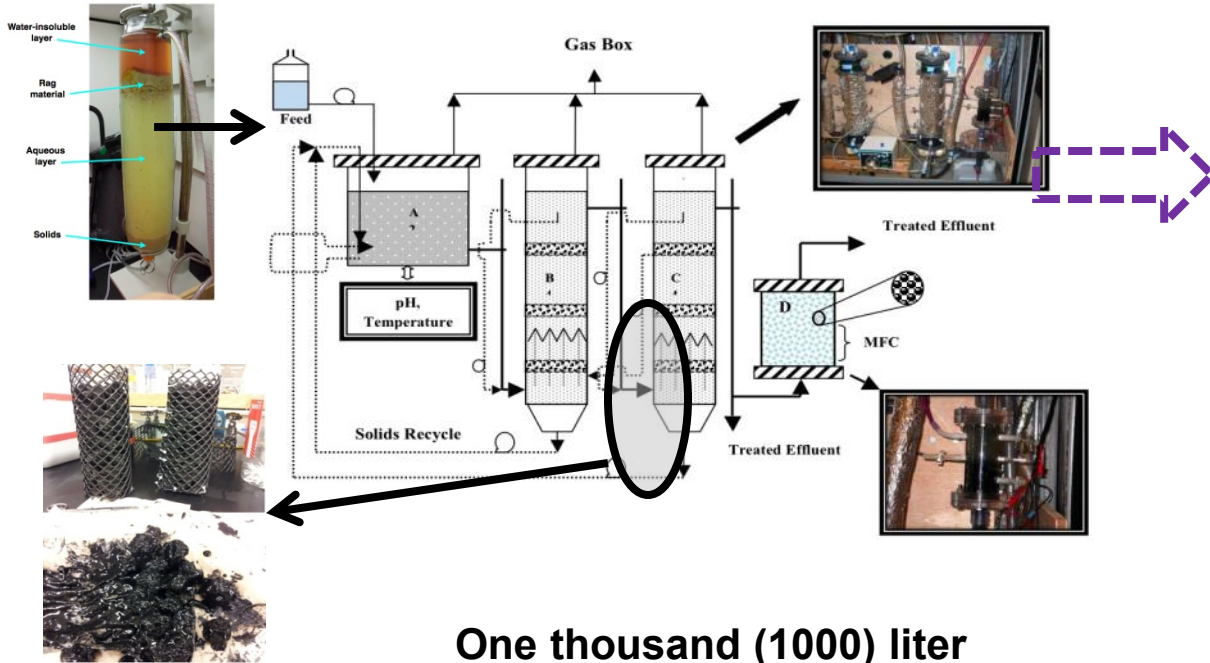 Water-insoluble
layer
Rag
material
Aqueous
layer
Solids
Gas Box
Feed
A
B
C
pH,
Temperature
Treated Effluent
D
MFC
Solids Recycle
Treated Effluent
One thousand (1000) liter